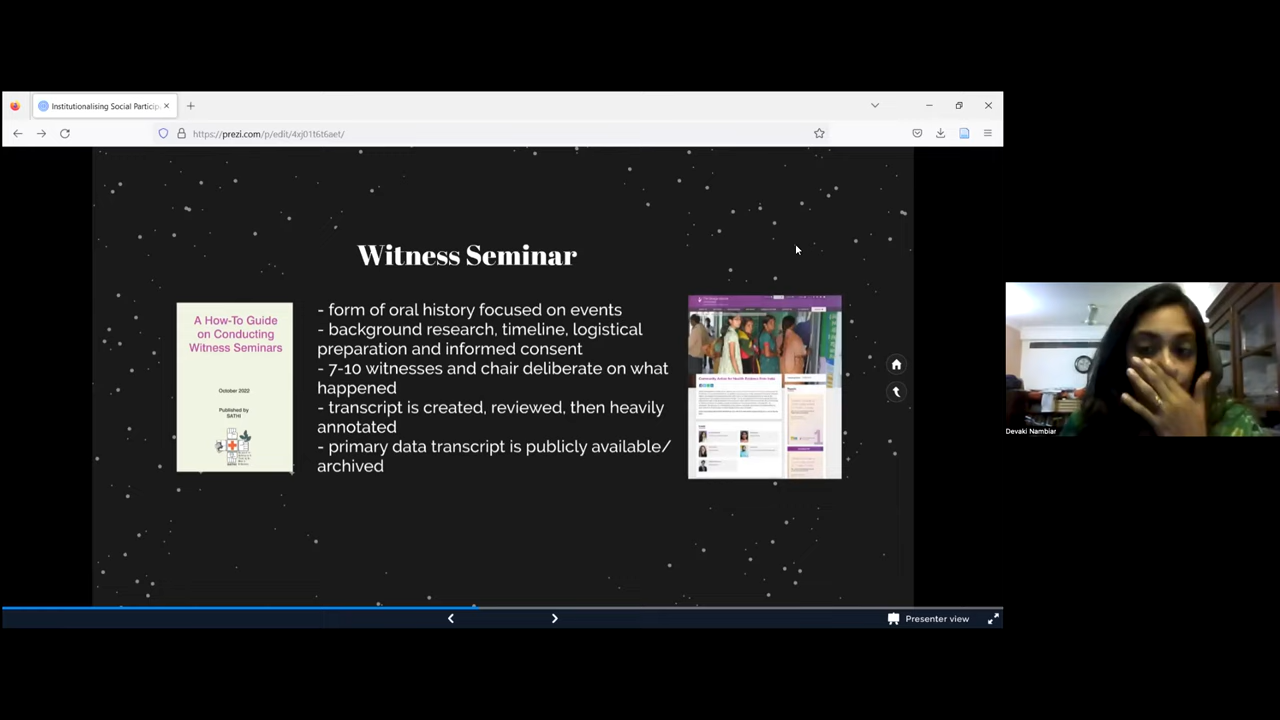 Institutionalising Social Particip
https://prezi.com/p/edit/4xj01t6t6aet/
Witness Seminar
A How-To Guide
on Conducting
Witness Seminars
October 2022
Published by
SATHI
- form of oral history focused on events
- background research, timeline, logistical
preparation and informed consent
- 7-10 witnesses and chair deliberate on what
happened
- transcript is created, reviewed, then heavily
annotated
- primary data transcript is publicly available/
archived
Devaki Nambiar
Presenter view